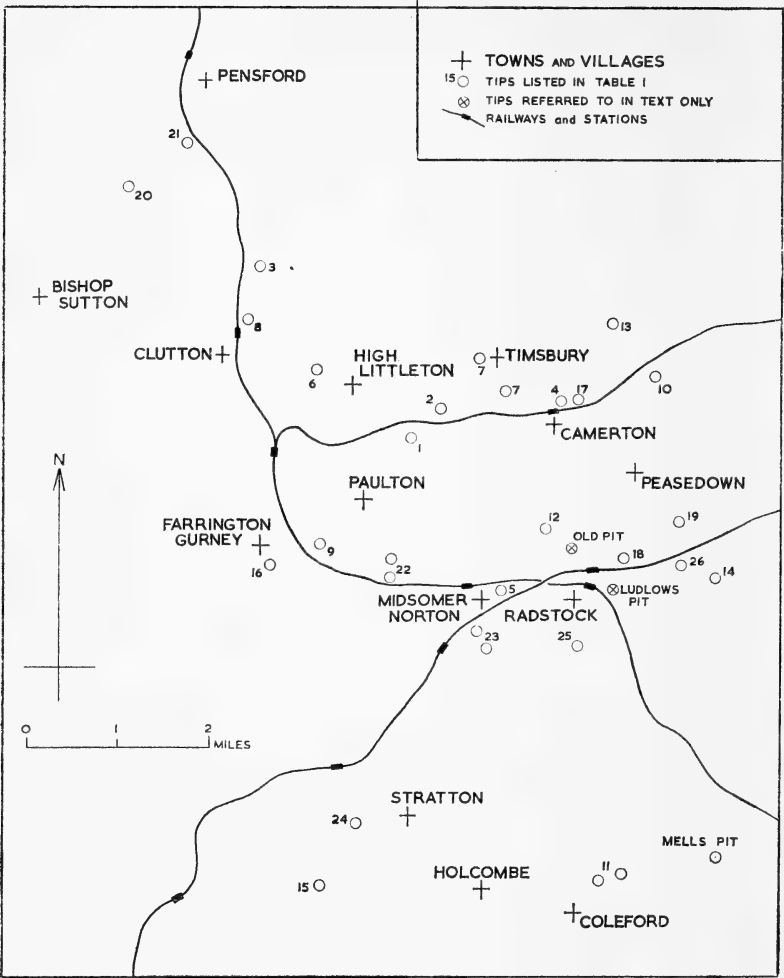 TOWNS AND VILLAGES
15 TIPS LISTED IN TABLE I
TIPS REFERRED TO IN TEXT ONLY
RAILWAYS and STATIONS
PENSFORD
21
20
3
BISHOP
SUTTON
8
13
CLUTTON
HIGH
LITTLETON
6
7
TIMSBURY
2
7
4
17
10
1
CAMERTON
N
PAULTON
PEASEDOWN
FARRINGTON
GURNEY
9
12
OLD PIT
19
16
22
18
26
14
5
MIDSOMER
NORTON
RADSTOCK
LUDLOWS
PIT
23
25
0 1 2
MILES
STRATTON
24
MELLS PIT
15
HOLCOMBE
11
COLEFORD